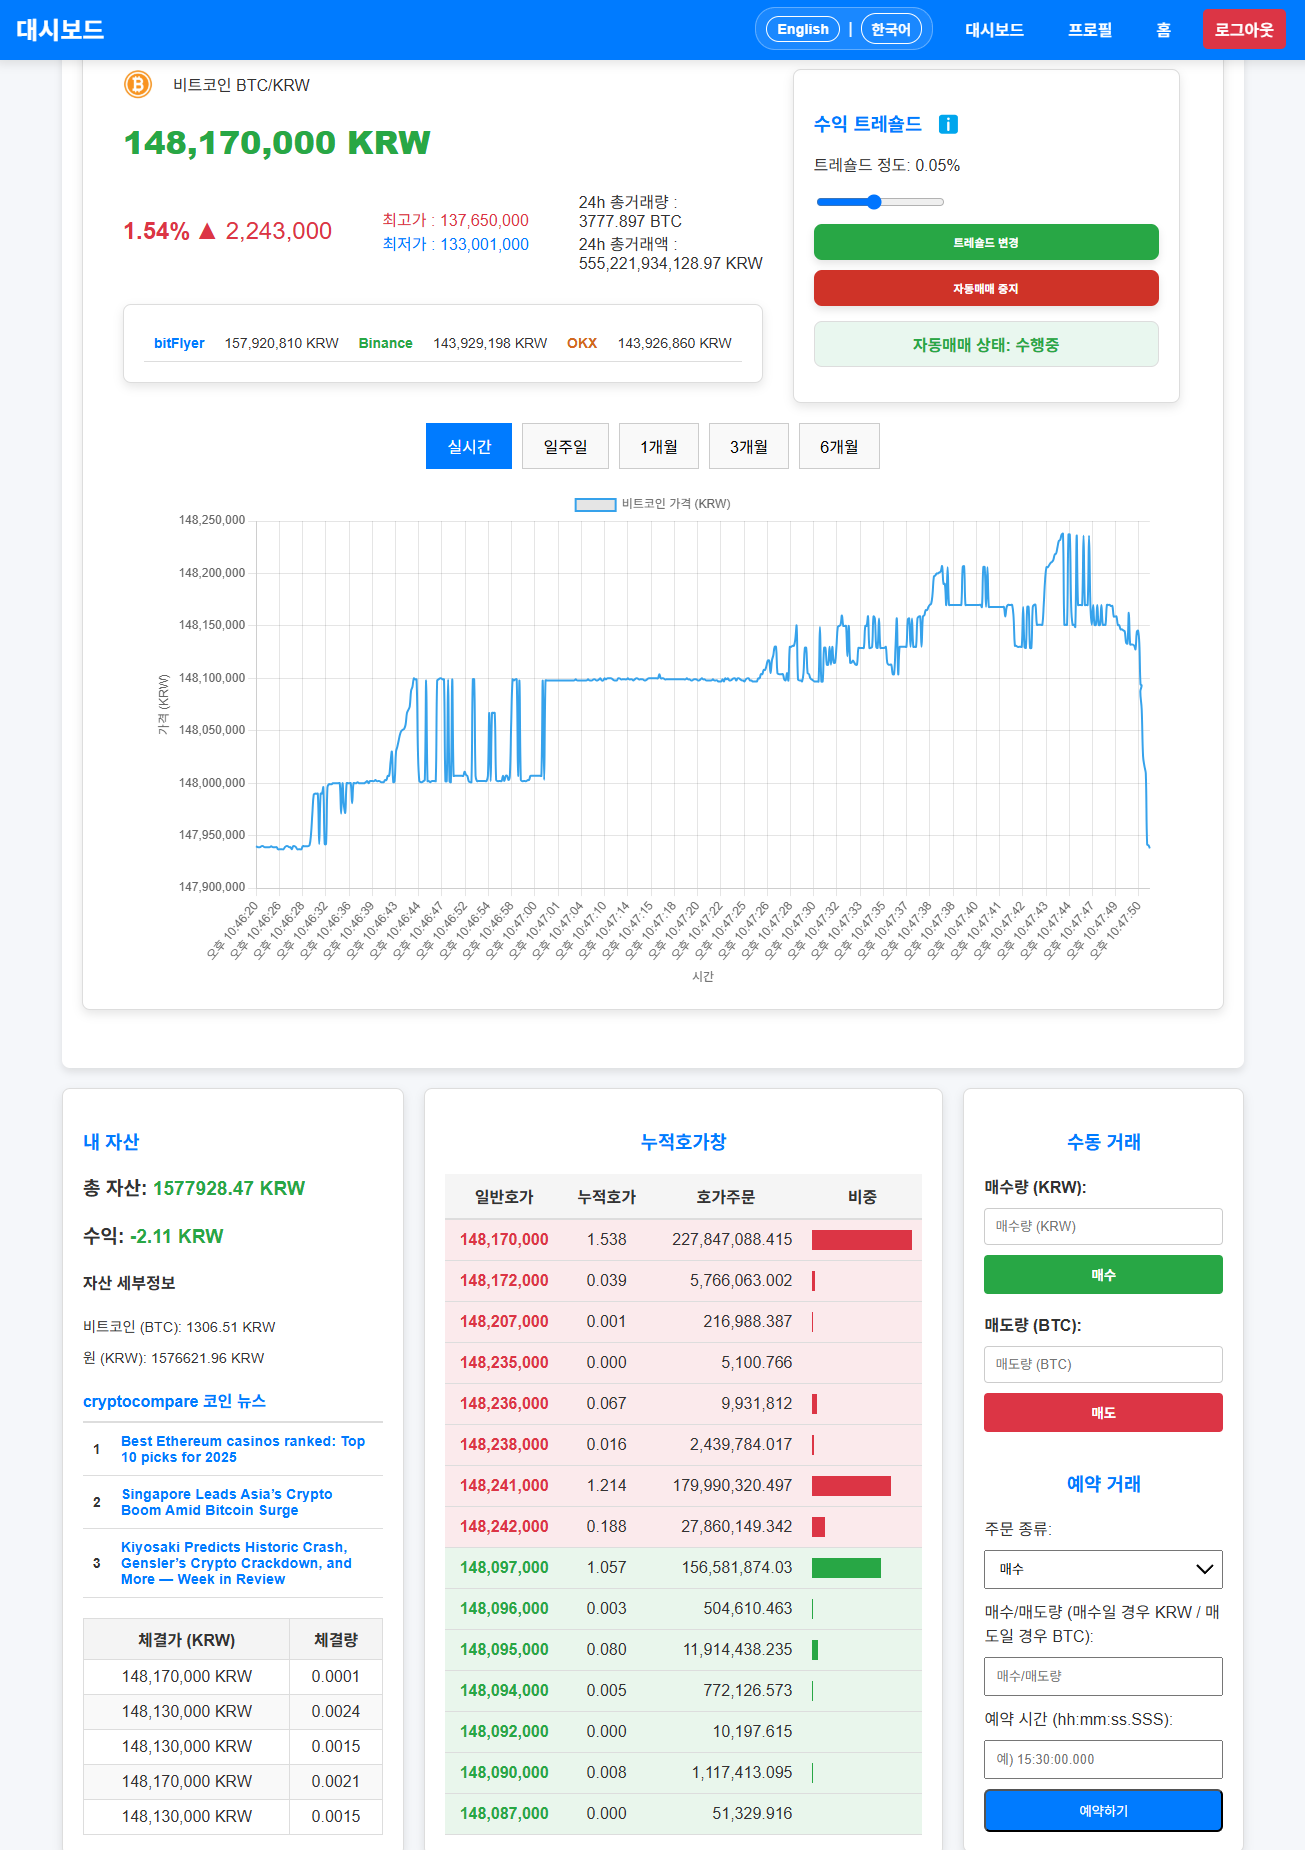 대시보드
English | 한국어
대시보드
프로필
홈
로그아웃
비트코인 BTC/KRW
148,170,000 KRW
1.54% ▲ 2,243,000
최고가 : 137,650,000
최저가 : 133,001,000
24h 총거래량 :
3777.897 BTC
24h 총거래액 :
555,221,934,128.97 KRW
bitFlyer 157,920,810 KRW Binance 143,929,198 KRW OKX 143,926,860 KRW
수익 트레숄드 i
트레숄드 정도: 0.05%
트레숄드 변경
자동매매 중지
자동매매 상태: 수행중
실시간 일주일 1개월 3개월 6개월
비트코인 가격 (KRW)
가격 (KRW)
148,250,000
148,200,000
148,150,000
148,100,000
148,050,000
148,000,000
147,950,000
147,900,000
오후 10:46:20
오후 10:46:26
오후 10:46:28
오후 10:46:32
오후 10:46:36
오후 10:46:39
오후 10:46:43
오후 10:46:44
오후 10:46:47
오후 10:46:52
오후 10:46:54
오후 10:46:58
오후 10:47:00
오후 10:47:01
오후 10:47:04
오후 10:47:10
오후 10:47:14
오후 10:47:15
오후 10:47:18
오후 10:47:20
오후 10:47:22
오후 10:47:25
오후 10:47:26
오후 10:47:28
오후 10:47:30
오후 10:47:32
오후 10:47:33
오후 10:47:35
오후 10:47:37
오후 10:47:38
오후 10:47:38
오후 10:47:40
오후 10:47:41
오후 10:47:42
오후 10:47:43
오후 10:47:44
오후 10:47:47
오후 10:47:49
오후 10:47:50
시간
내 자산
총 자산: 1577928.47 KRW
수익: -2.11 KRW
자산 세부정보
비트코인 (BTC): 1306.51 KRW
원 (KRW): 1576621.96 KRW
cryptocompare 코인 뉴스
1 Best Ethereum casinos ranked: Top
10 picks for 2025
2 Singapore Leads Asia’s Crypto
Boom Amid Bitcoin Surge
3 Kiyosaki Predicts Historic Crash,
Gensler’s Crypto Crackdown, and
More — Week in Review
체결가 (KRW) 체결량
148,170,000 KRW 0.0001
148,130,000 KRW 0.0024
148,130,000 KRW 0.0015
148,170,000 KRW 0.0021
148,130,000 KRW 0.0015
누적호가창
일반호가 누적호가 호가주문 비중
148,170,000 1.538 227,847,088.415
148,172,000 0.039 5,766,063.002
148,207,000 0.001 216,988.387
148,235,000 0.000 5,100.766
148,236,000 0.067 9,931,812
148,238,000 0.016 2,439,784.017
148,241,000 1.214 179,990,320.497
148,242,000 0.188 27,860,149.342
148,097,000 1.057 156,581,874.03
148,096,000 0.003 504,610.463
148,095,000 0.080 11,914,438.235
148,094,000 0.005 772,126.573
148,092,000 0.000 10,197.615
148,090,000 0.008 1,117,413.095
148,087,000 0.000 51,329.916
수동 거래
매수량 (KRW):
매수량 (KRW)
매수
매도량 (BTC):
매도량 (BTC)
매도
예약 거래
주문 종류:
매수
매수/매도량 (매수일 경우 KRW / 매
도일 경우 BTC):
매수/매도량
예약 시간 (hh:mm:ss.SSS):
예) 15:30:00.000
예약하기